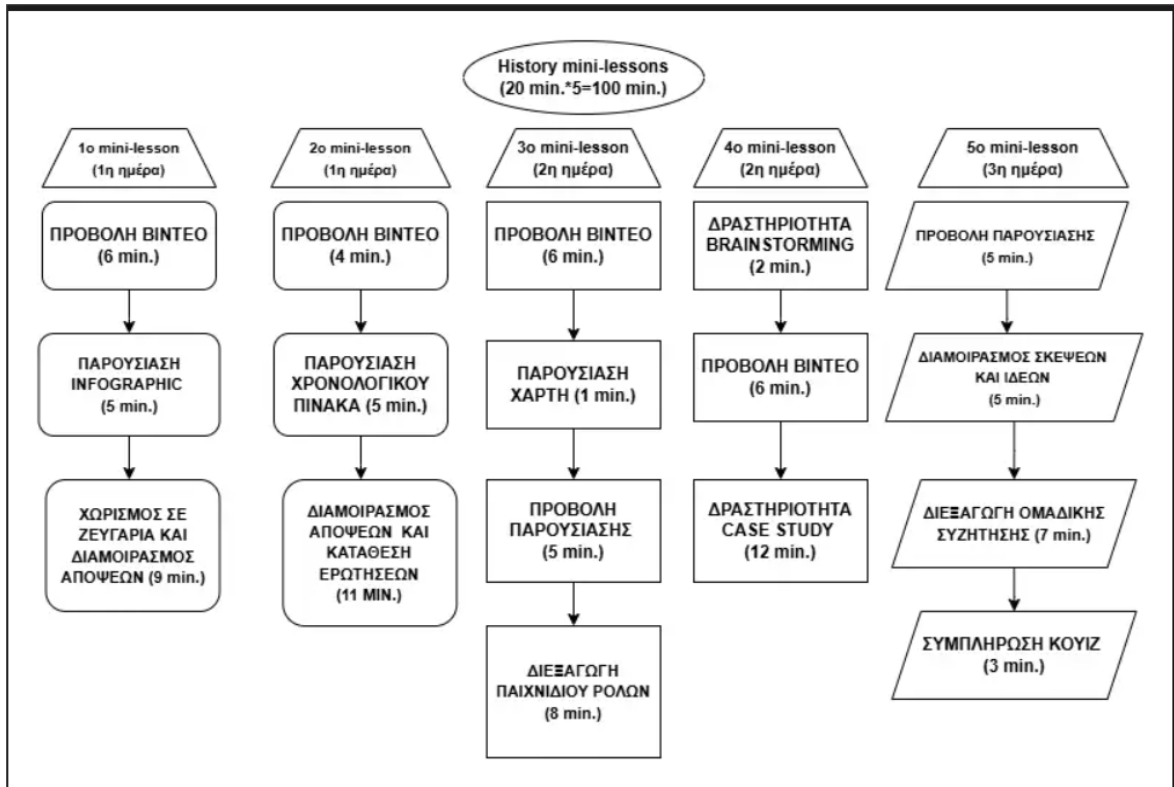 History mini-lessons
(20 min.*5=100 min.)
1ο mini-lesson
(1η ημέρα)
ΠΡΟΒΟΛΗ ΒΙΝΤΕΟ
(6 min.)
ΠΑΡΟΥΣΙΑΣΗ
INFOGRAPHIC
(5 min.)
ΧΩΡΙΣΜΟΣ ΣΕ
ΖΕΥΓΑΡΙΑ ΚΑΙ
ΔΙΑΜΟΙΡΑΣΜΟΣ
ΑΠΟΨΕΩΝ (9 min.)
2ο mini-lesson
(1η ημέρα)
ΠΡΟΒΟΛΗ ΒΙΝΤΕΟ
(4 min.)
ΠΑΡΟΥΣΙΑΣΗ
ΧΡΟΝΟΛΟΓΙΚΟΥ
ΠΙΝΑΚΑ (5 min.)
ΔΙΑΜΟΙΡΑΣΜΟΣ
ΑΠΟΨΕΩΝ ΚΑΙ
ΚΑΤΑΘΕΣΗ
ΕΡΩΤΗΣΕΩΝ
(11 MIN.)
3ο mini-lesson
(2η ημέρα)
ΠΡΟΒΟΛΗ ΒΙΝΤΕΟ
(6 min.)
ΠΑΡΟΥΣΙΑΣΗ
ΧΑΡΤΗ (1 min.)
ΠΡΟΒΟΛΗ
ΠΑΡΟΥΣΙΑΣΗΣ
(5 min.)
ΔΙΕΞΑΓΩΓΗ
ΠΑΙΧΝΙΔΙΟΥ ΡΟΛΩΝ
(8 min.)
4ο mini-lesson
(2η ημέρα)
ΔΡΑΣΤΗΡΙΟΤΗΤΑ
BRAINSTORMING
(2 min.)
ΠΡΟΒΟΛΗ ΒΙΝΤΕΟ
(6 min.)
ΔΡΑΣΤΗΡΙΟΤΗΤΑ
CASE STUDY
(12 min.)
5ο mini-lesson
(3η ημέρα)
ΠΡΟΒΟΛΗ ΠΑΡΟΥΣΙΑΣΗΣ
(5 min.)
ΔΙΑΜΟΙΡΑΣΜΟΣ ΣΚΕΨΕΩΝ
ΚΑΙ ΙΔΕΩΝ
(5 min.)
ΔΙΕΞΑΓΩΓΗ ΟΜΑΔΙΚΗΣ
ΣΥΖΗΤΗΣΗΣ (7 min.)
ΣΥΜΠΛΗΡΩΣΗ ΚΟΥΙΖ
(3 min.)